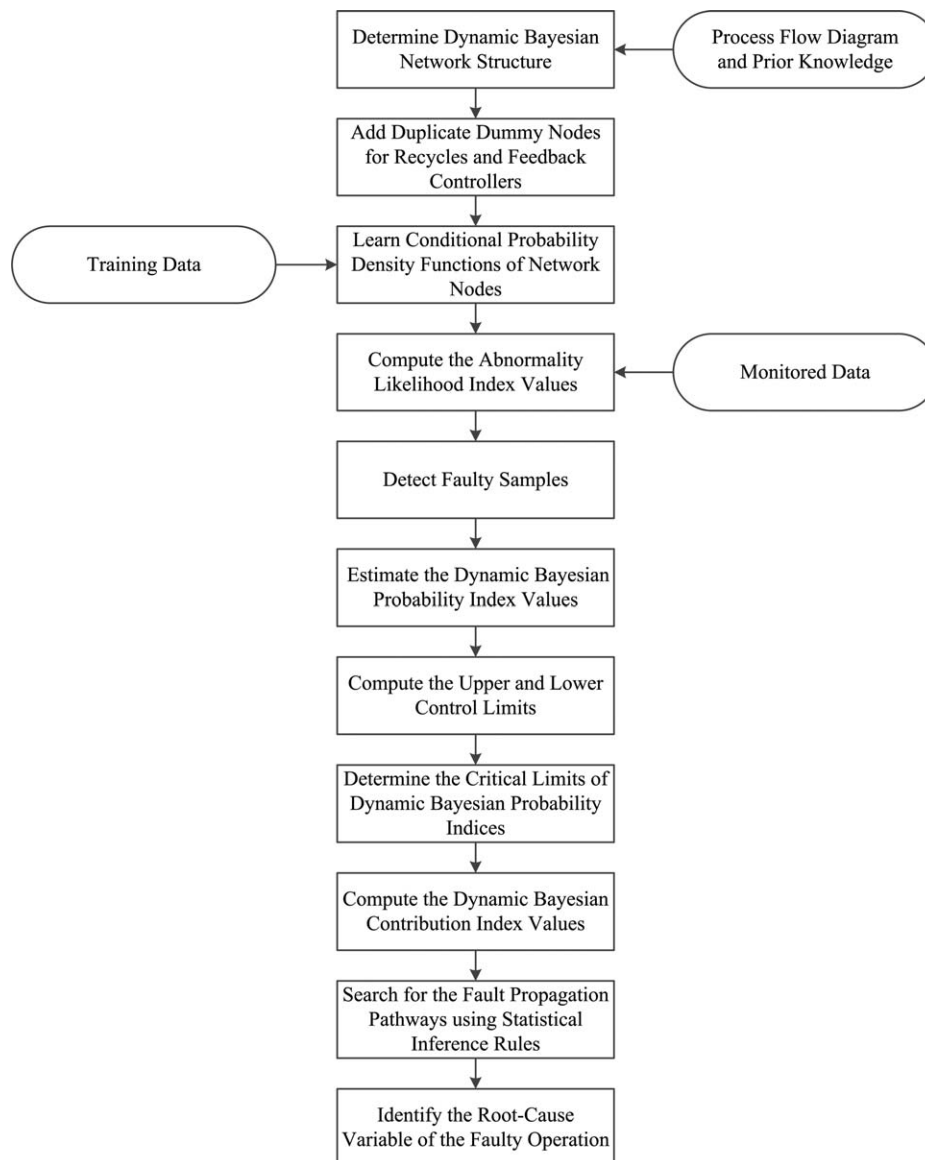 Determine Dynamic Bayesian
Network Structure
Process Flow Diagram
and Prior Knowledge
Add Duplicate Dummy Nodes
for Recycles and Feedback
Controllers
Training Data
Learn Conditional Probability
Density Functions of Network
Nodes
Compute the Abnormality
Likelihood Index Values
Monitored Data
Detect Faulty Samples
Estimate the Dynamic Bayesian
Probability Index Values
Compute the Upper and Lower
Control Limits
Determine the Critical Limits of
Dynamic Bayesian Probability
Indices
Compute the Dynamic Bayesian
Contribution Index Values
Search for the Fault Propagation
Pathways using Statistical
Inference Rules
Identify the Root-Cause
Variable of the Faulty Operation